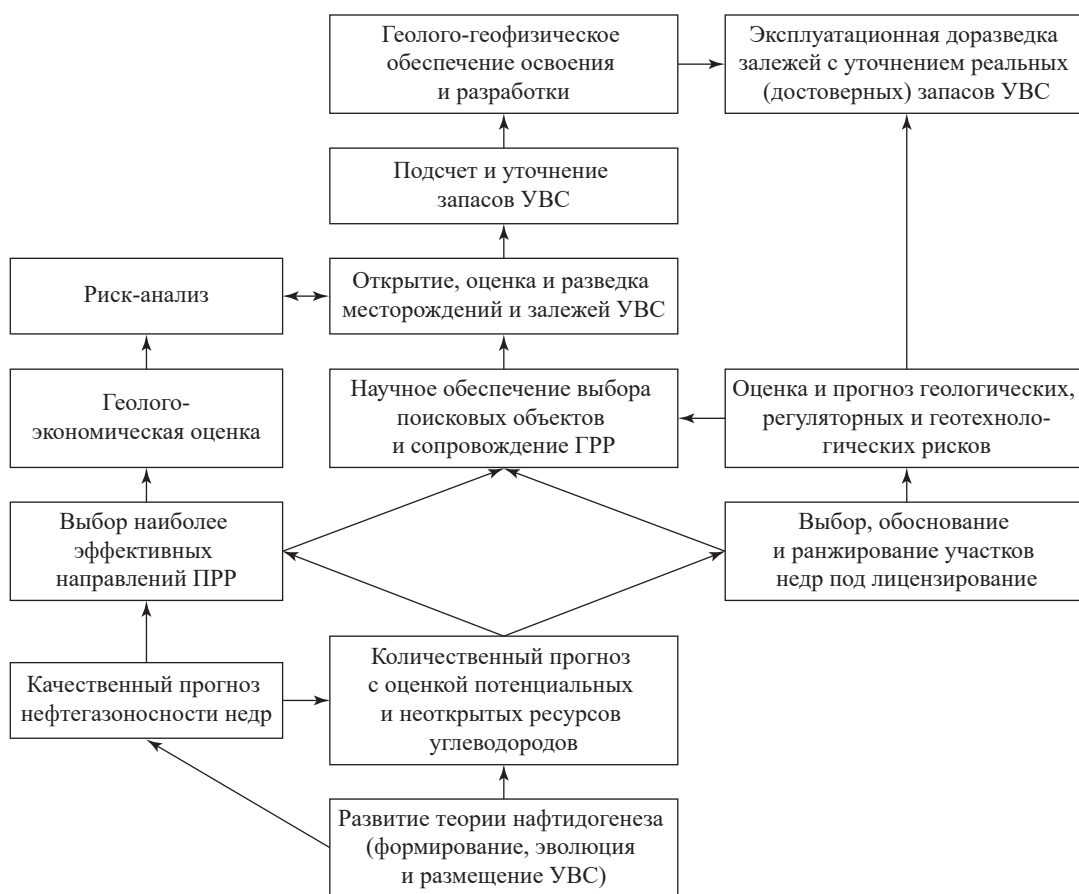 Геолого-геофизическое
обеспечение освоения
и разработки
Эксплуатационная доразведка
залежей с уточнением реальных
(достоверных) запасов УВС
Подсчет и уточнение
запасов УВС
Риск-анализ
Открытие, оценка и разведка
месторождений и залежей УВС
Геолого-
экономическая оценка
Научное обеспечение выбора
поисковых объектов
и сопровождение ГРР
Оценка и прогноз геологических,
регуляторных и геотехноло-
гических рисков
Выбор наиболее
эффективных
направлений ПРР
Выбор, обоснование
и ранжирование участков
недр под лицензирование
Качественный прогноз
нефтегазоносности недр
Количественный прогноз
с оценкой потенциальных
и неоткрытых ресурсов
углеводородов
Развитие теории нафтидогенеза
(формирование, эволюция
и размещение УВС)